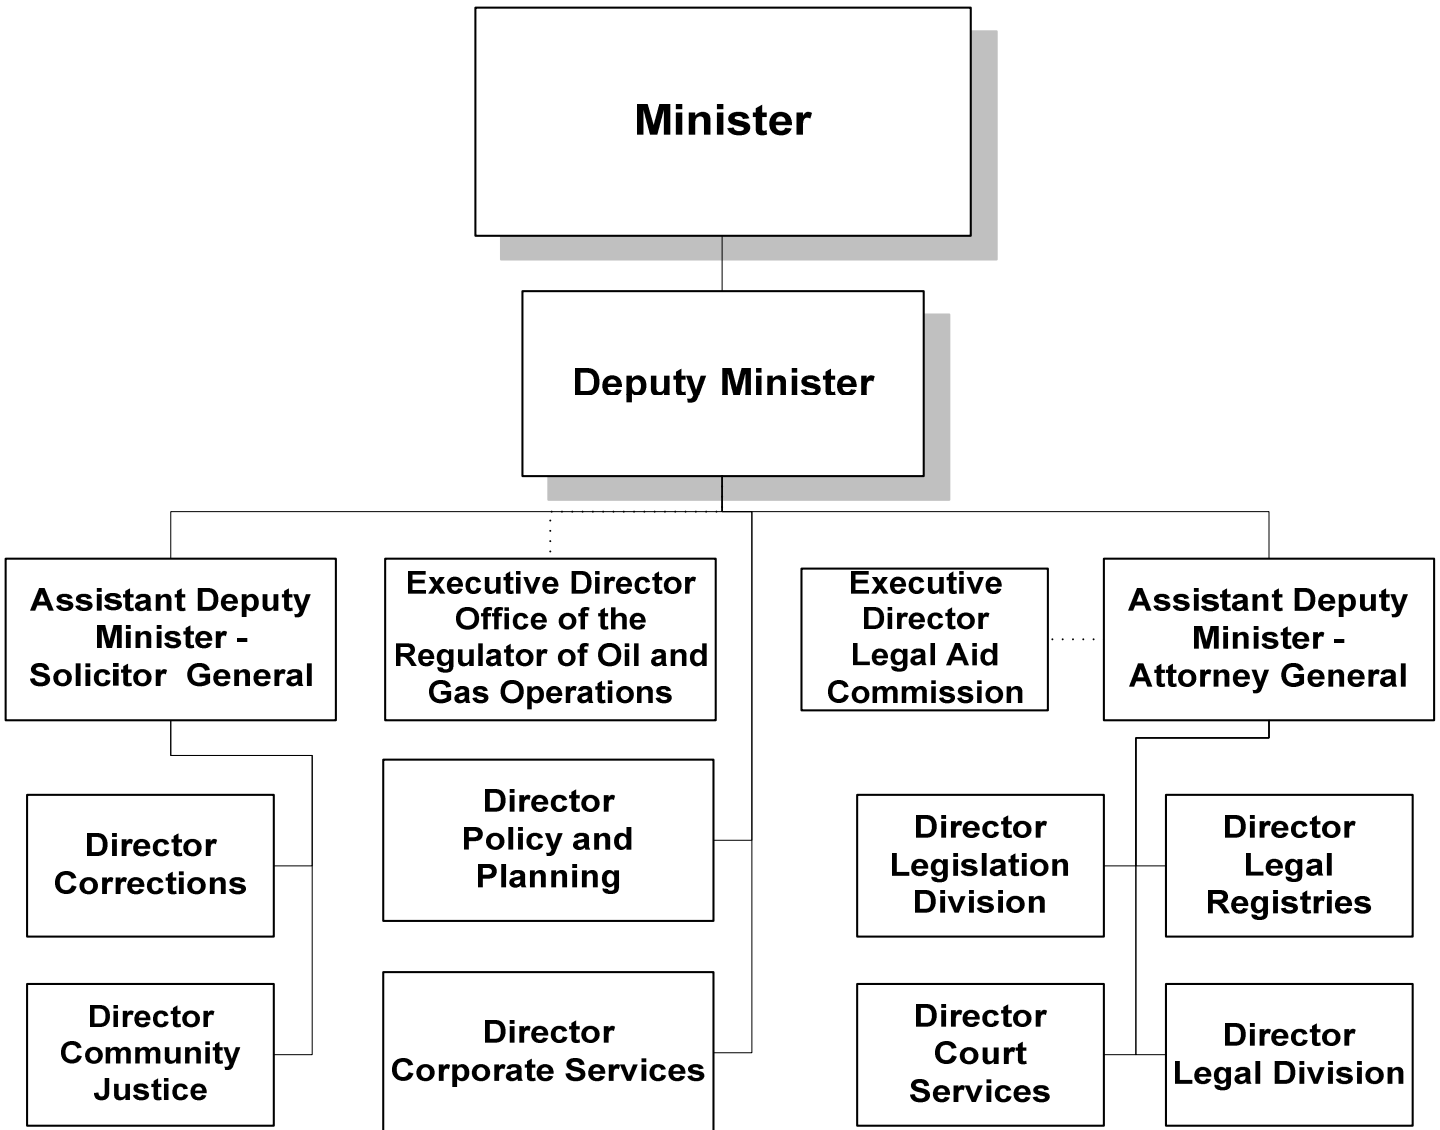 Minister
Deputy Minister
Assistant Deputy
Minister -
Solicitor  General
Executive Director
Office of the
Regulator of Oil and
Gas Operations
Executive
Director
Legal Aid
Commission
Assistant Deputy
Minister -
Attorney General
Director
Corrections
Director
Policy and
Planning
Director
Legislation
Division
Director
Legal
Registries
Director
Community
Justice
Director
Corporate Services
Director
Court
Services
Director
Legal Division